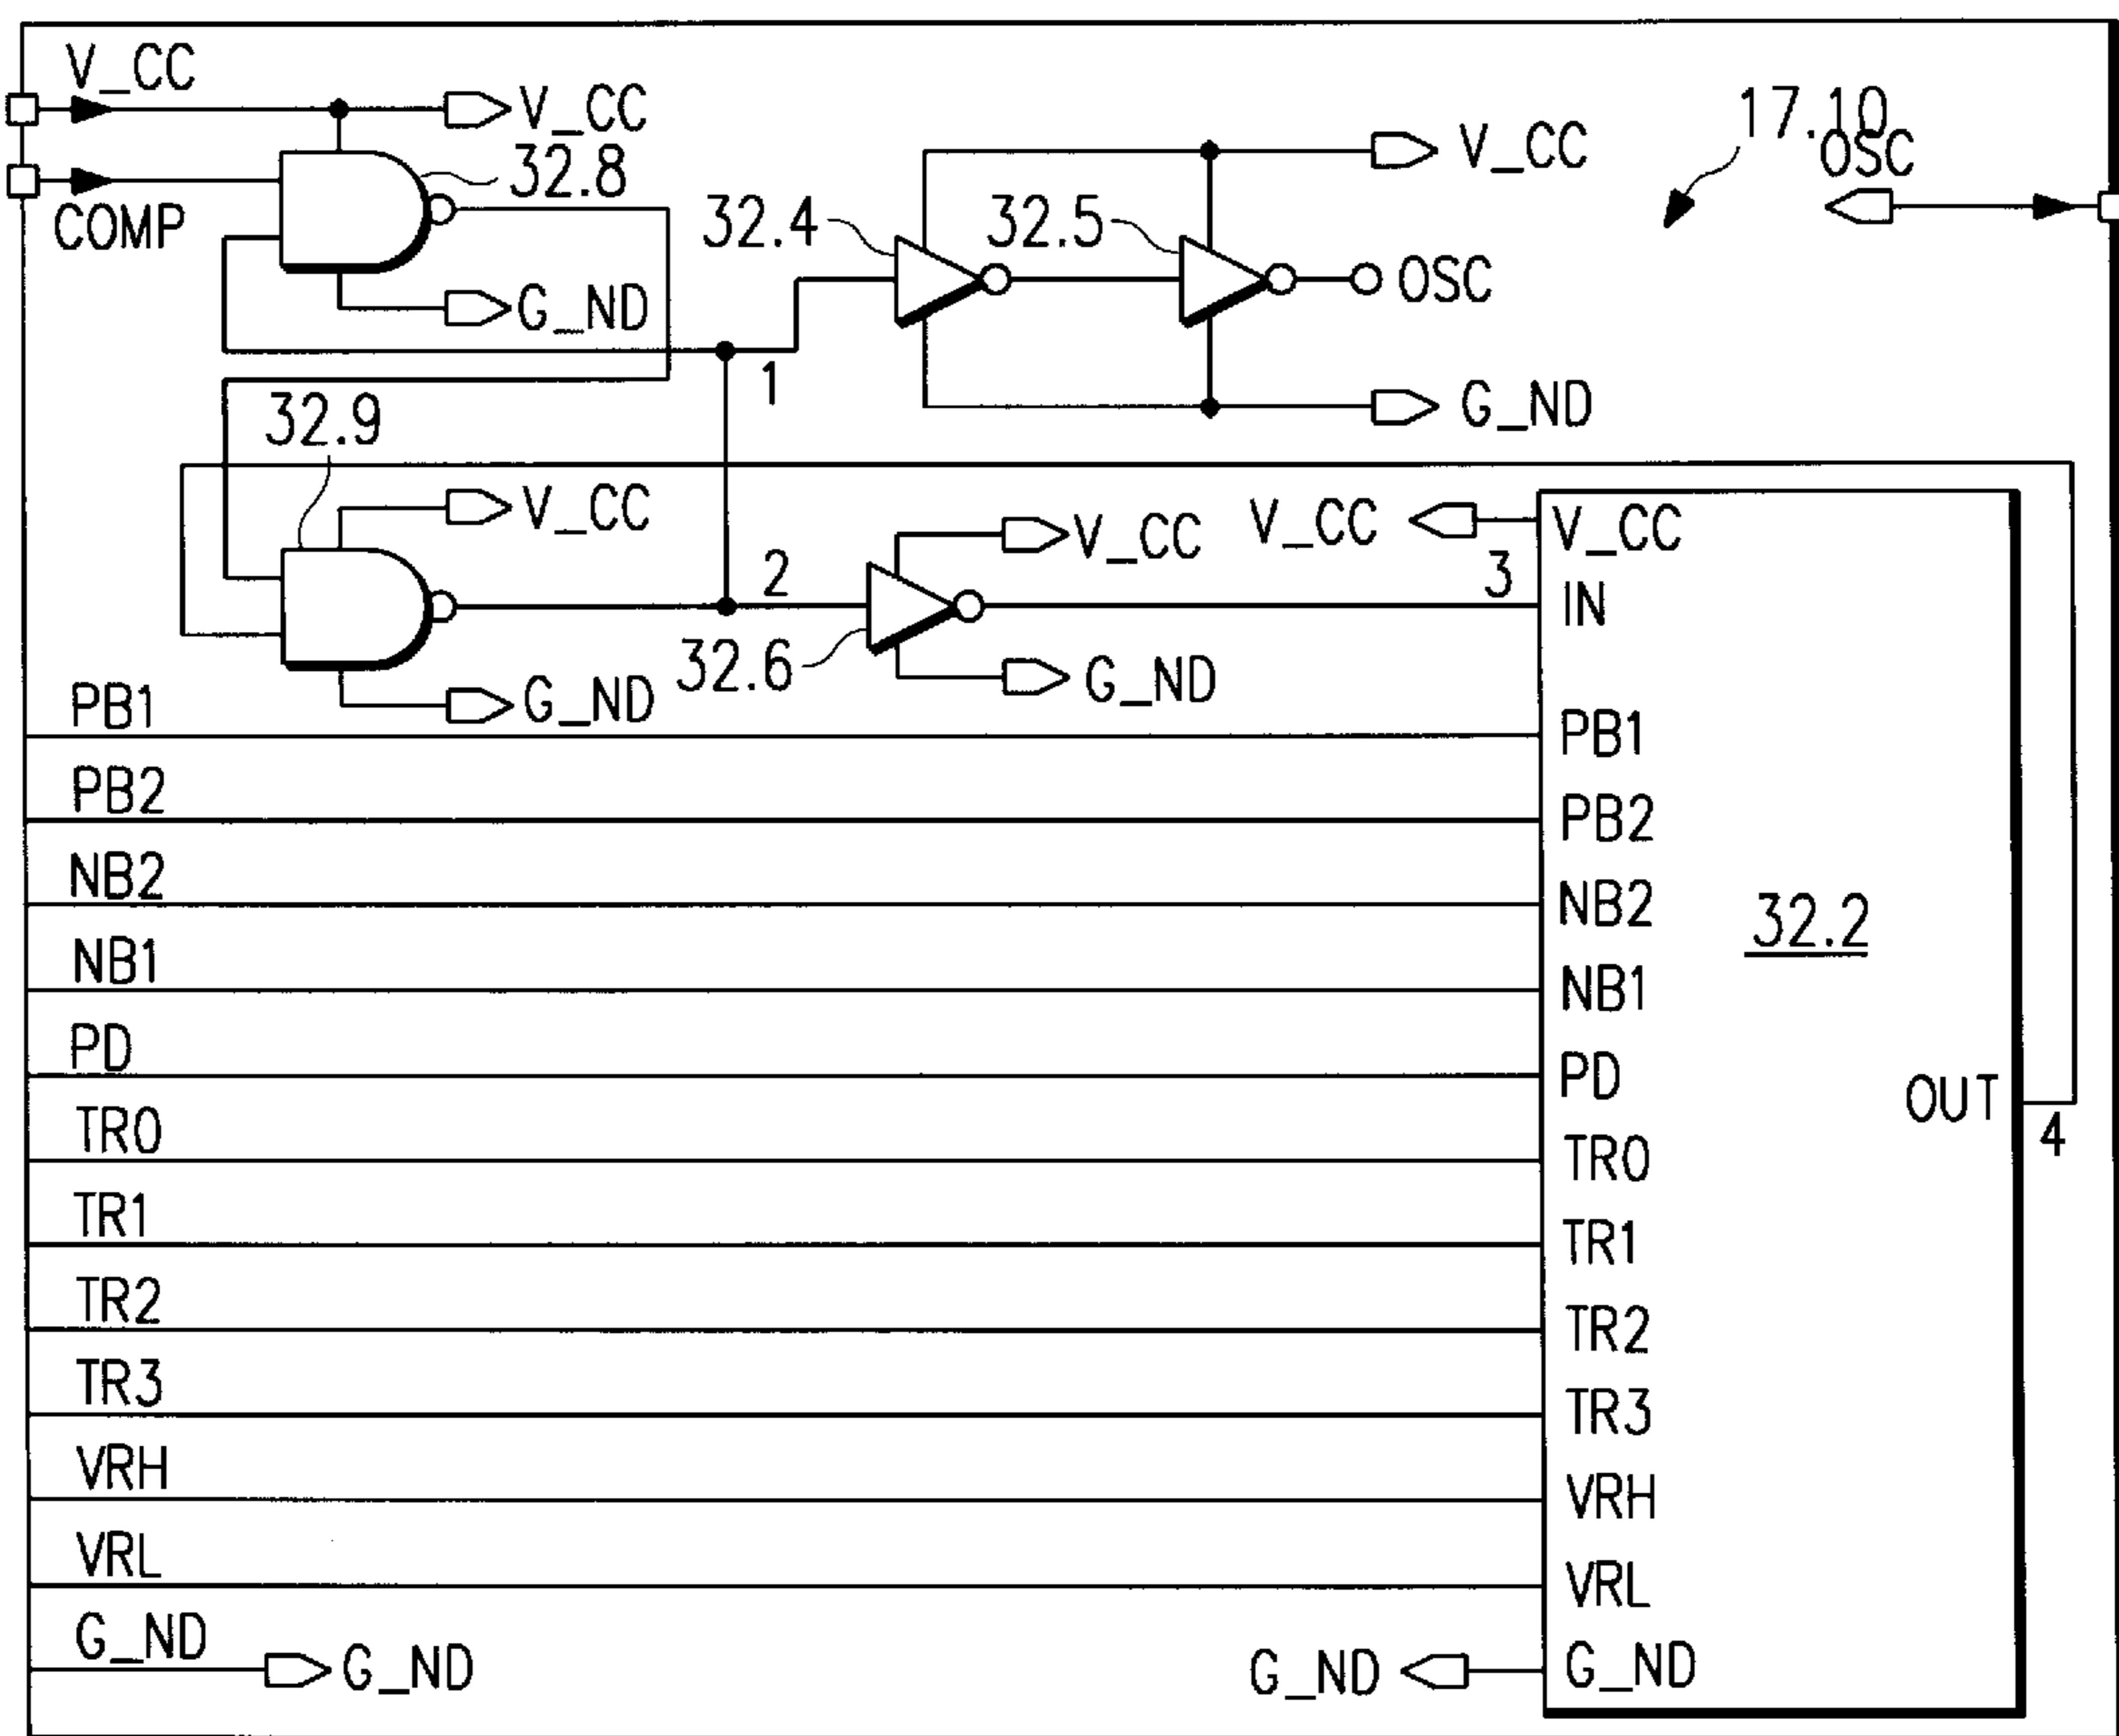 V_CC
V_CC
32.8
COMP
G_ND
32.4
32.5
V_CC
17.10
OSC
OSC
1
G_ND
32.9
V_CC
2
V_CC
V_CC
V_CC
3
IN
32.6
G_ND
G_ND
PB1
PB1
PB2
PB2
NB2
NB2
32.2
NB1
NB1
PD
PD
OUT
4
TR0
TR0
TR1
TR1
TR2
TR2
TR3
TR3
VRH
VRH
VRL
VRL
G_ND
G_ND
G_ND
G_ND